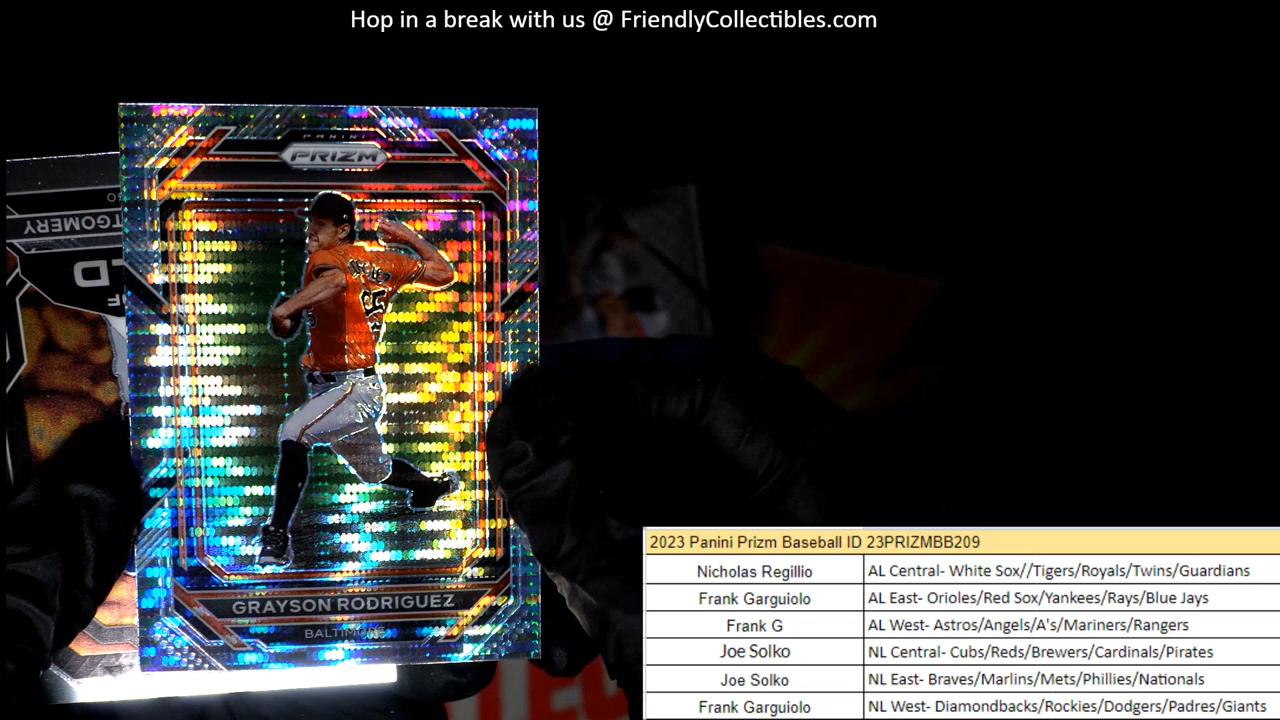 Hop in a break with us @ FriendlyCollectibles.com
PANINI
PRIZM
GRAYSON RODRIGUEZ
BALTIMORE
2023 Panini Prizm Baseball ID 23PRIZMBB209
Nicholas Regillio AL Central- White Sox//Tigers/Royals/Twins/Guardians
Frank Garguiolo AL East- Orioles/Red Sox/Yankees/Rays/Blue Jays
Frank G AL West- Astros/Angels/A's/Mariners/Rangers
Joe Solko NL Central- Cubs/Reds/Brewers/Cardinals/Pirates
Joe Solko NL East- Braves/Marlins/Mets/Phillies/Nationals
Frank Garguiolo NL West- Diamondbacks/Rockies/Dodgers/Padres/Giants